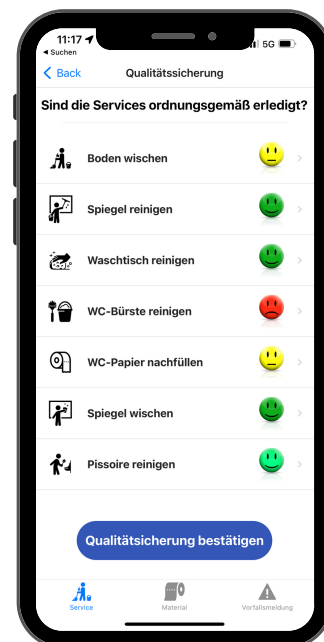 11:17
5G
Suchen
Back
Qualitätssicherung
Sind die Services ordnungsgemäß erledigt?
Boden wischen
Spiegel reinigen
Waschtisch reinigen
WC-Bürste reinigen
WC-Papier nachfüllen
Spiegel wischen
Pissoire reinigen
Qualitätsicherung bestätigen
Service
Material
Vorfallsmeldung